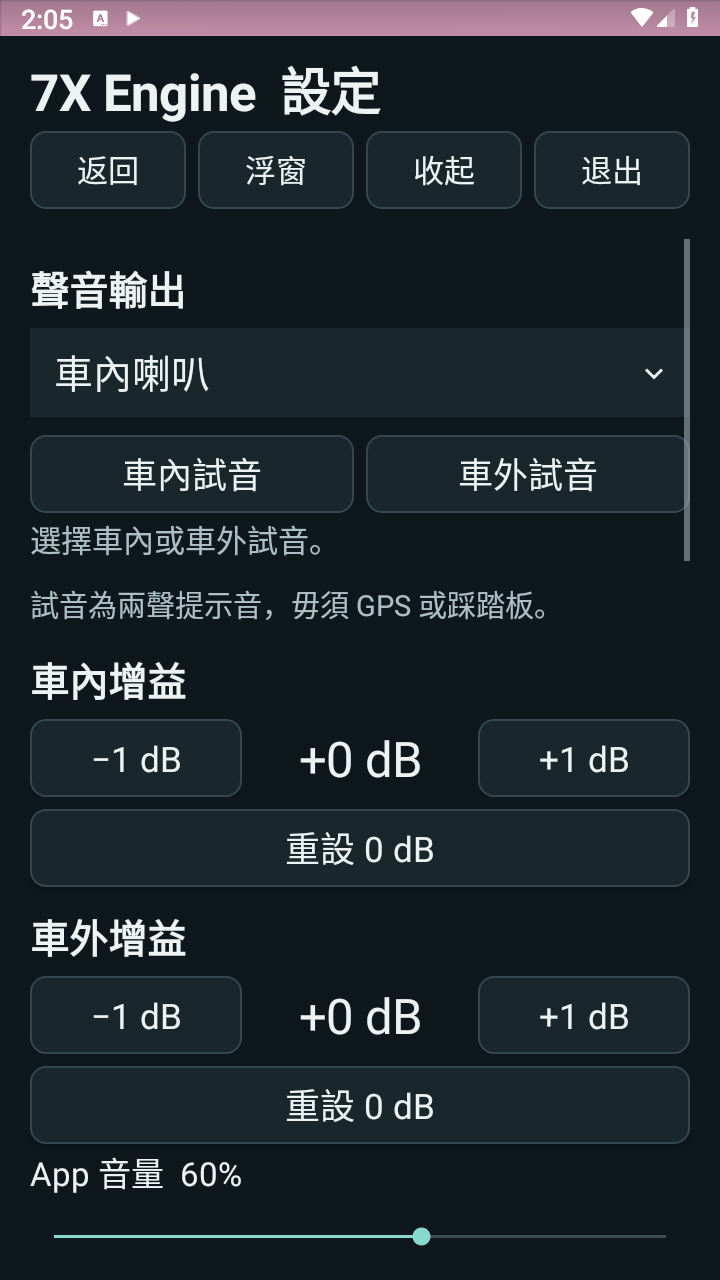 2:05
7X Engine 設定
返回 浮窗 收起 退出
聲音輸出
車內喇叭
車內試音 車外試音
選擇車內或車外試音。
試音為兩聲提示音，毋須 GPS 或踩踏板。
車內增益
−1 dB +0 dB +1 dB
重設 0 dB
車外增益
−1 dB +0 dB +1 dB
重設 0 dB
App 音量 60%